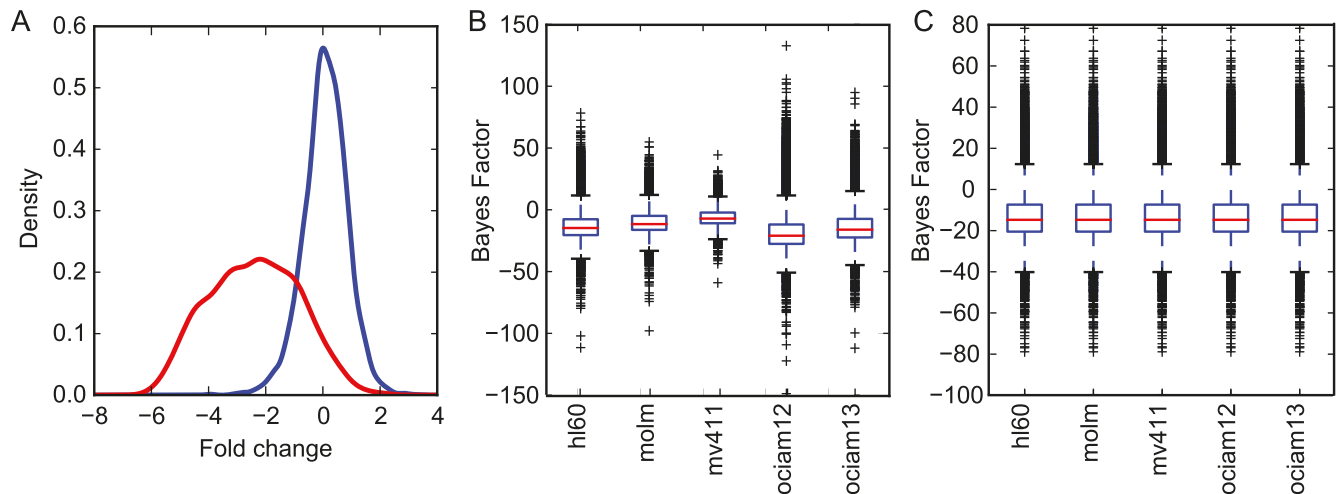 A
0.6
0.5
0.4
0.3
0.2
0.1
0.0
Density
−8
−6
−4
−2
0
2
4
Fold change
B
150
100
50
0
−50
−100
−150
Bayes Factor
hl60
molm
mv411
ociam12
ociam13
C
80
60
40
20
0
−20
−40
−60
−80
−100
Bayes Factor
hl60
molm
mv411
ociam12
ociam13